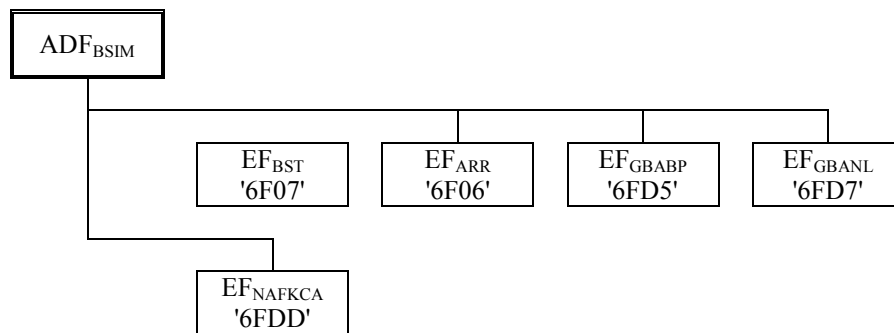 ADFBSIM
EFBST
'6F07'
EFARR
'6F06'
EFGBABP
'6FD5'
EFGBANL
'6FD7'
EFNAFKCA
'6FDD'